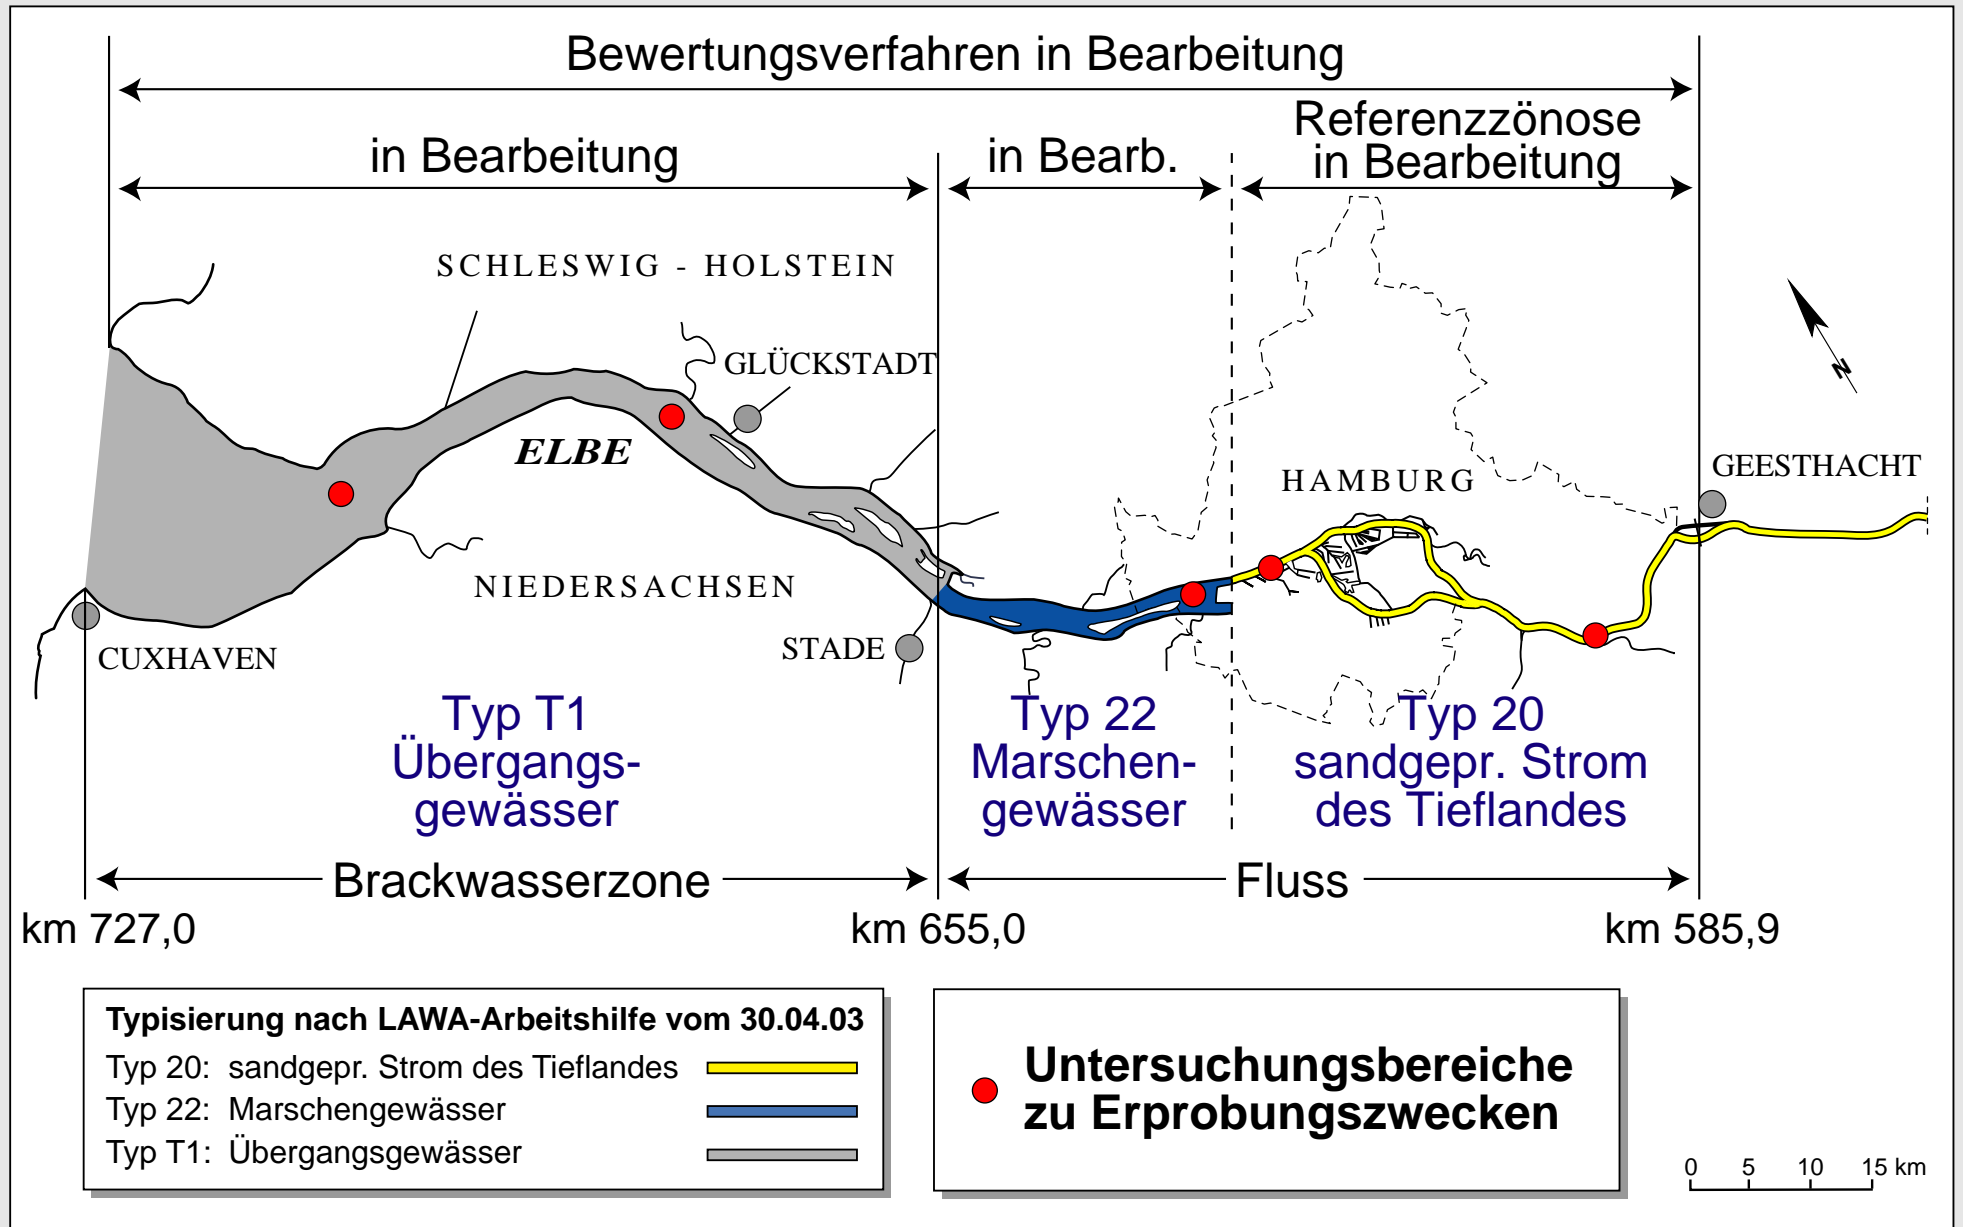 Bewertungsverfahren in Bearbeitung
in Bearbeitung
in Bearb.
Referenzzönose
in Bearbeitung
SCHLESWIG - HOLSTEIN
GLÜCKSTADT
ELBE
N
HAMBURG
GEESTHACHT
NIEDERSACHSEN
STADE
CUXHAVEN
Typ T1
Übergangs-
gewässer
Typ 22
Marschen-
gewässer
Typ 20
sandgepr. Strom
des Tieflandes
Brackwasserzone
Fluss
km 727,0
km 655,0
km 585,9
Typisierung nach LAWA-Arbeitshilfe vom 30.04.03
Typ 20: sandgepr. Strom des Tieflandes
Typ 22: Marschengewässer
Typ T1: Übergangsgewässer
Untersuchungsbereiche
zu Erprobungszwecken
0 5 10 15 km